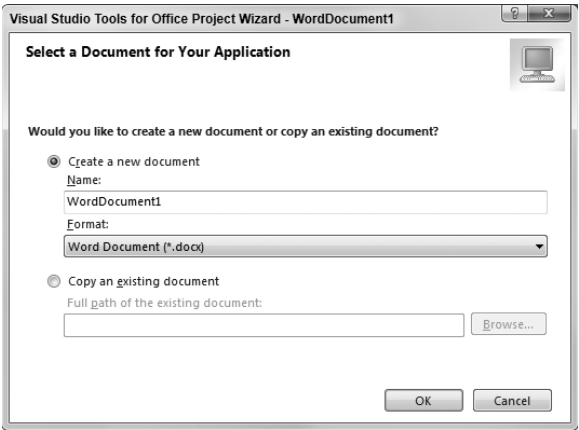 Visual Studio Tools for Office Project Wizard - WordDocument1
Select a Document for Your Application
Would you like to create a new document or copy an existing document?
Create a new document
Name:
WordDocument1
Format:
Word Document (*.docx)
Copy an existing document
Full path of the existing document:
Browse...
OK Cancel